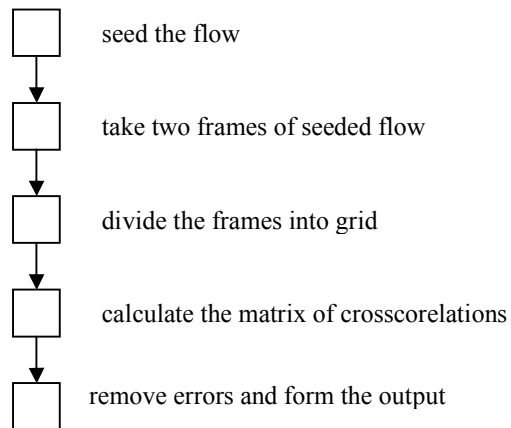 seed the flow
take two frames of seeded flow
divide the frames into grid
calculate the matrix of crosscorelations
remove errors and form the output